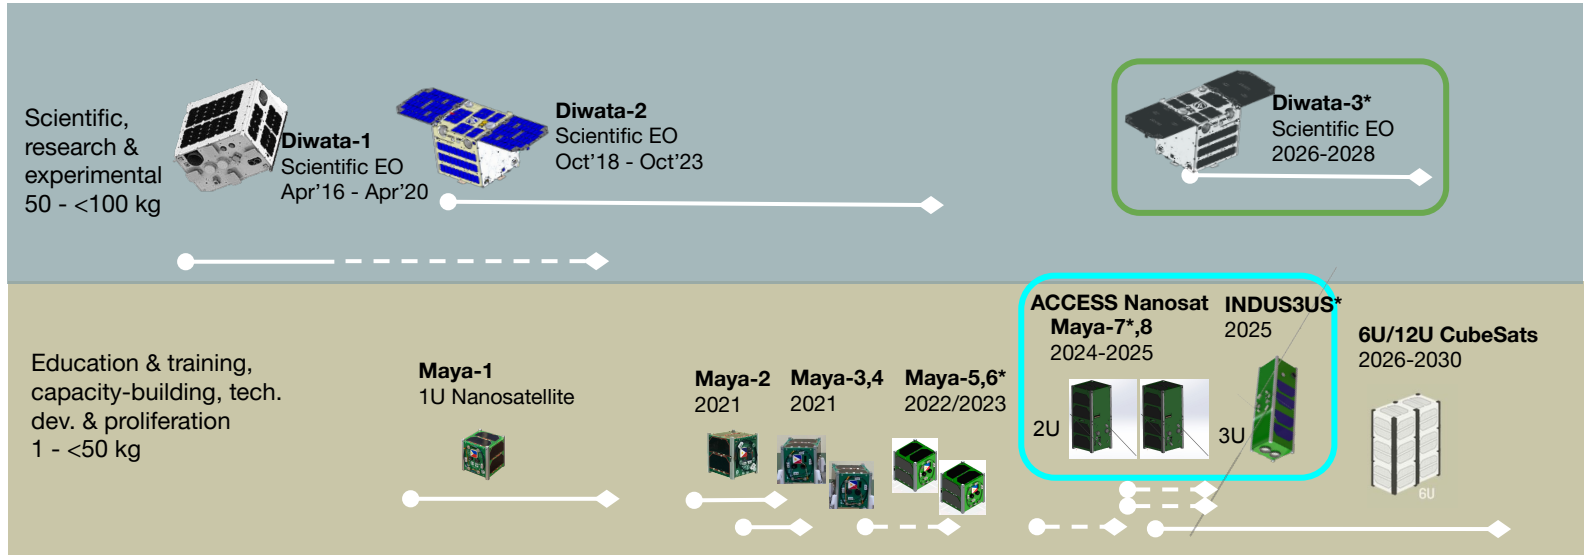 Scientific,
research &
experimental
50 - <100 kg
Diwata-1
Scientific EO
Apr'16 - Apr'20
Diwata-2
Scientific EO
Oct'18 - Oct'23
Diwata-3*
Scientific EO
2026-2028
Education & training,
capacity-building, tech.
dev. & proliferation
1 - <50 kg
Maya-1
1U Nanosatellite
Maya-2
2021
Maya-3,4
2021
Maya-5,6*
2022/2023
ACCESS Nanosat
Maya-7*,8
2024-2025
2U
INDUS3US*
2025
3U
6U/12U CubeSats
2026-2030
6U